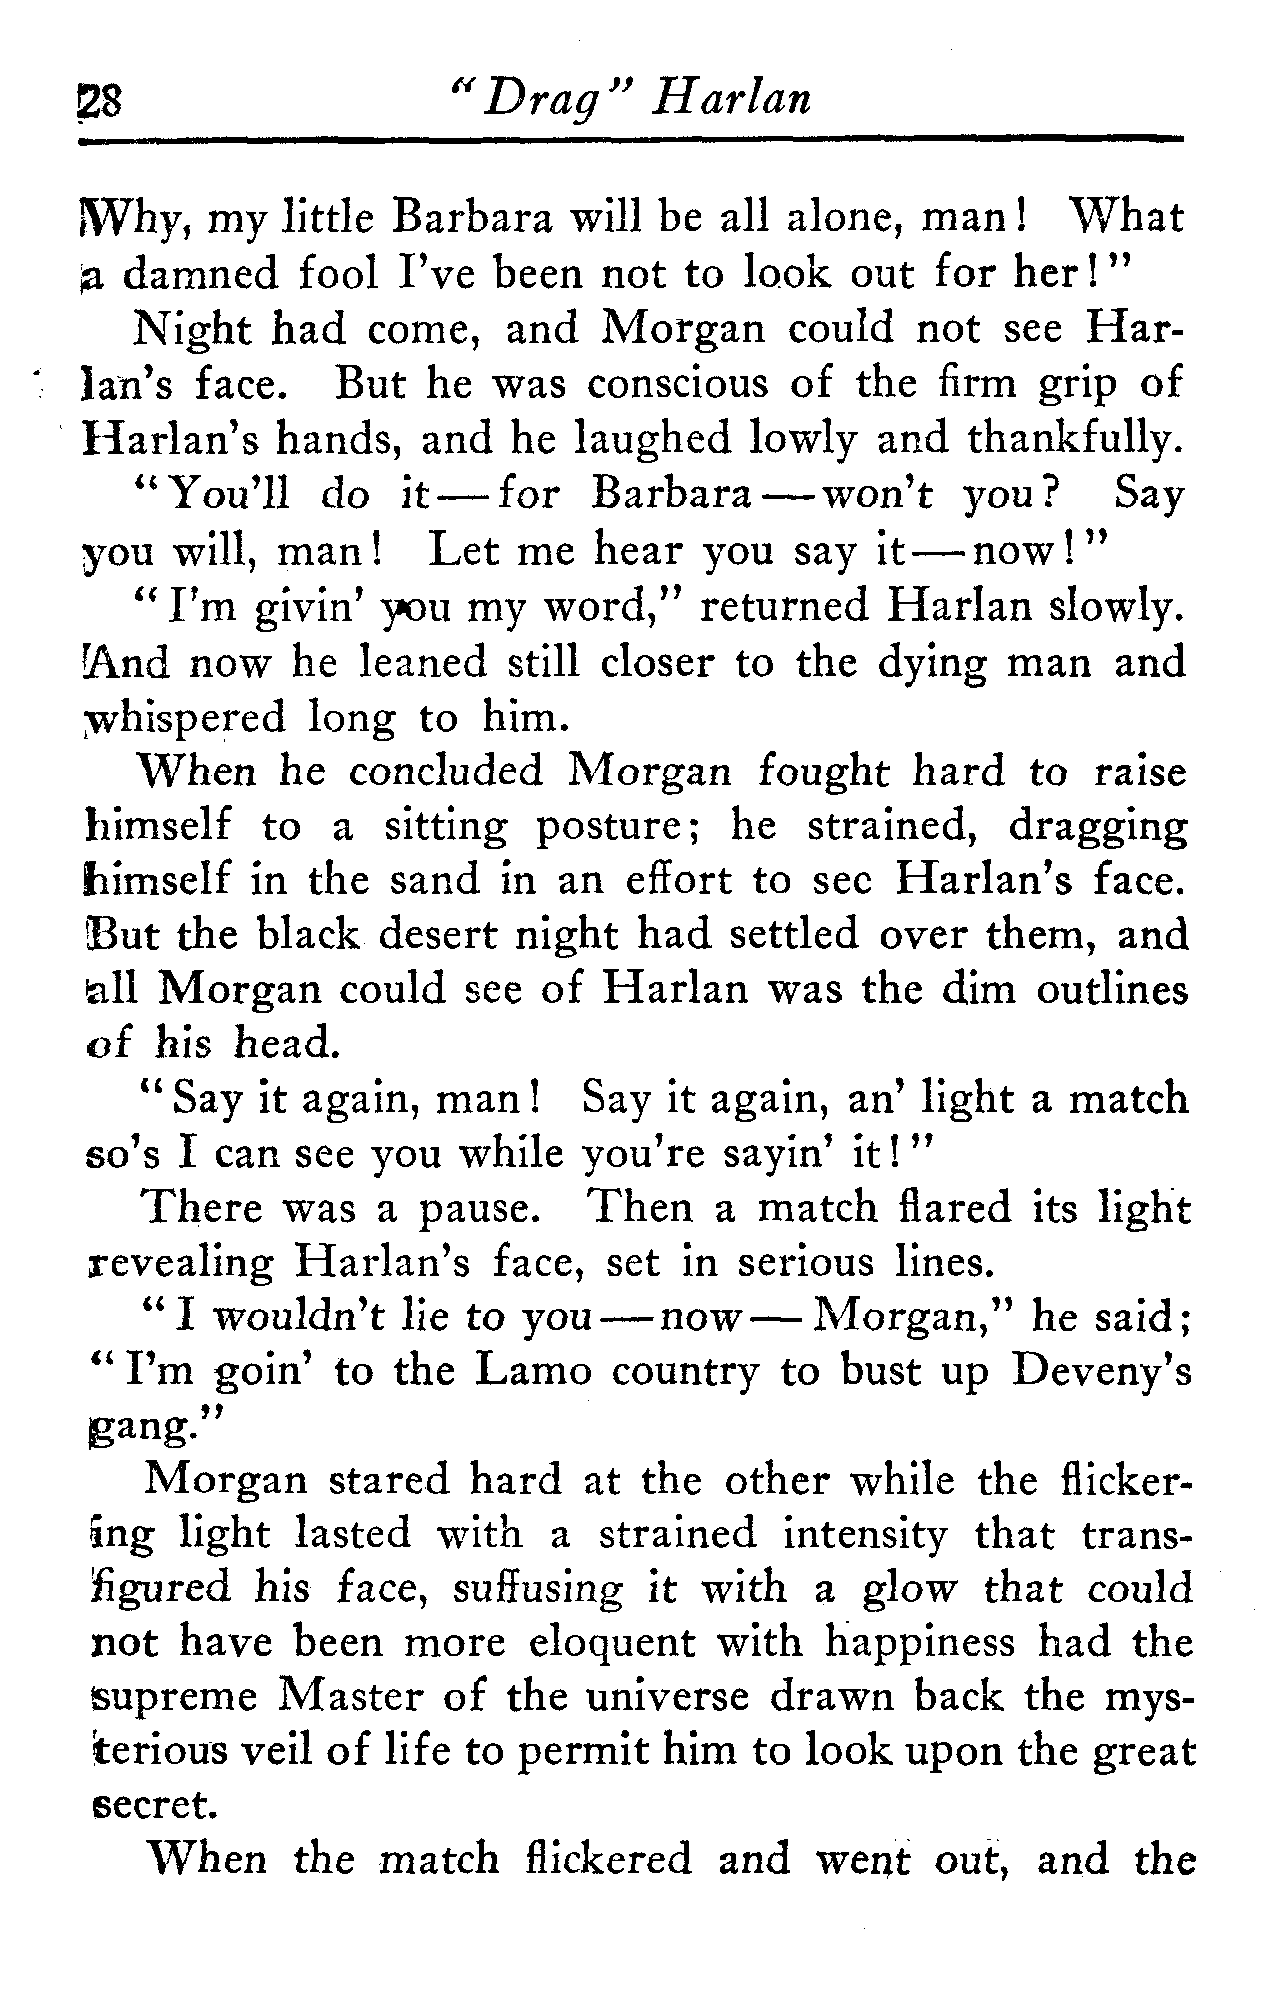 28 "Drag" Harlan
Why, my little Barbara will be all alone, man! What
a damned fool I've been not to look out for her!"
Night had come, and Morgan could not see Har-
lan's face. But he was conscious of the firm grip of
Harlan's hands, and he laughed lowly and thankfully.
"You'll do it—for Barbara—won't you? Say
you will, man! Let me hear you say it—now!"
"I'm givin' you my word," returned Harlan slowly.
And now he leaned still closer to the dying man and
whispered long to him.
When he concluded Morgan fought hard to raise
himself to a sitting posture; he strained, dragging
himself in the sand in an effort to see Harlan's face.
But the black desert night had settled over them, and
all Morgan could see of Harlan was the dim outlines
of his head.
"Say it again, man! Say it again, an' light a match
so's I can see you while you're sayin' it!"
There was a pause. Then a match flared its light
revealing Harlan's face, set in serious lines.
"I wouldn't lie to you—now—Morgan," he said;
"I'm goin' to the Lamo country to bust up Deveny's
gang."
Morgan stared hard at the other while the flicker-
ing light lasted with a strained intensity that trans-
figured his face, suffusing it with a glow that could
not have been more eloquent with happiness had the
supreme Master of the universe drawn back the mys-
terious veil of life to permit him to look upon the great
secret.
When the match flickered and went out, and the